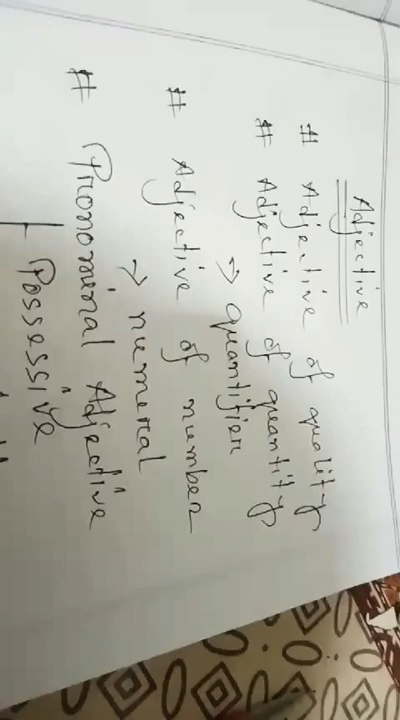 Adjective
# Adjective of quality
# Adjective of quantity
→ quantifier
# Adjective of number
→ numeral
# Pronominal Adjective
Possessive